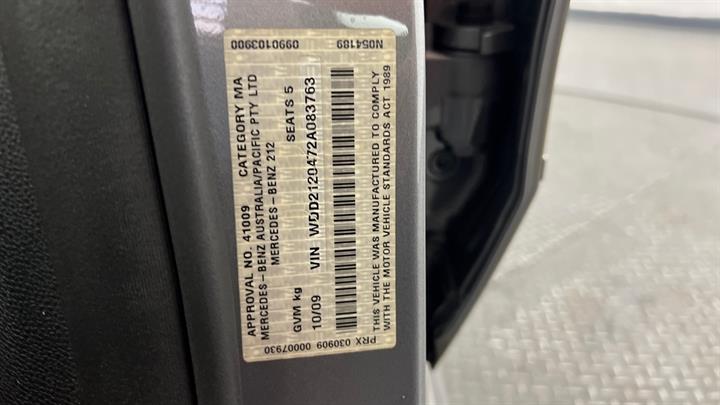 APPROVAL NO. 41009 CATEGORY MA
MERCEDES-BENZ AUSTRALIA/PACIFIC PTY LTD
MERCEDES-BENZ 212
GVM kg SEATS 5
10/09 VIN WDD2120472A083763
THIS VEHICLE WAS MANUFACTURED TO COMPLY
WITH THE MOTOR VEHICLE STANDARDS ACT 1989
PRX 030909 00007930
0990103900
N054189